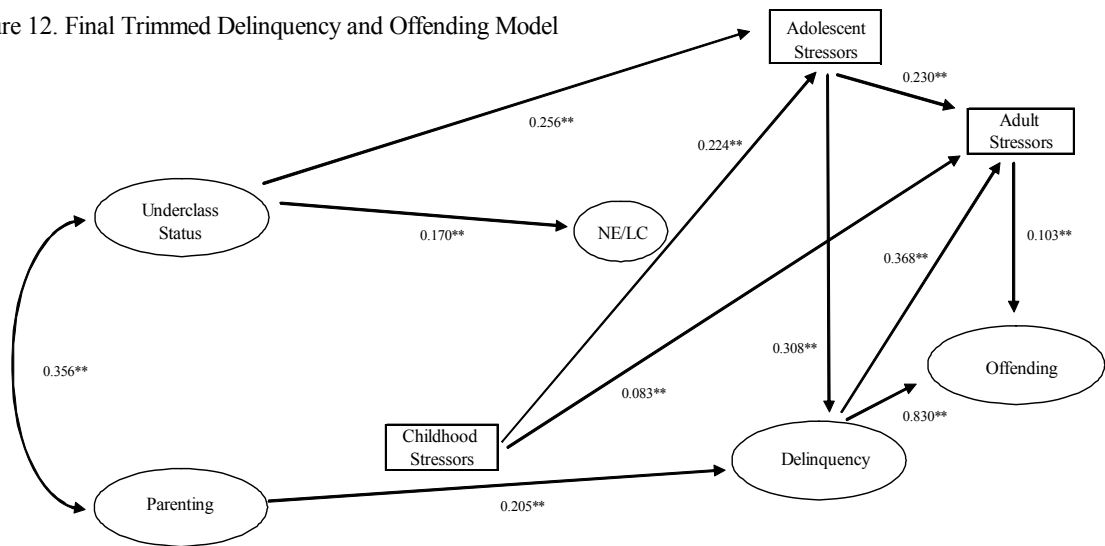 re 12. Final Trimmed Delinquency and Offending Model
Adolescent
Stressors
0.230**
0.256**
Adult
Stressors
0.224**
Underclass
Status
0.170**
NE/LC
0.103**
0.368**
0.356**
0.308**
Offending
0.083**
0.830**
Childhood
Stressors
Delinquency
Parenting
0.205**